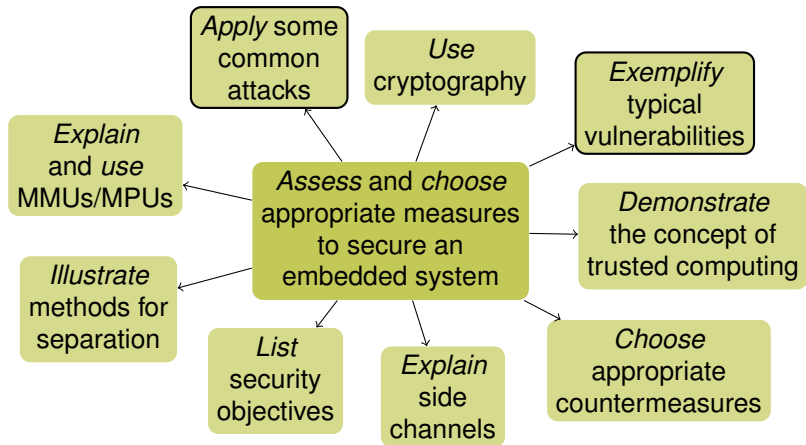 Apply some
common
attacks
Use
cryptography
Exemplify
typical
vulnerabilities
Explain
and use
MMUs/MPUs
Assess and choose
appropriate measures
to secure an
embedded system
Demonstrate
the concept of
trusted computing
Illustrate
methods for
separation
List
security
objectives
Explain
side
channels
Choose
appropriate
countermeasures